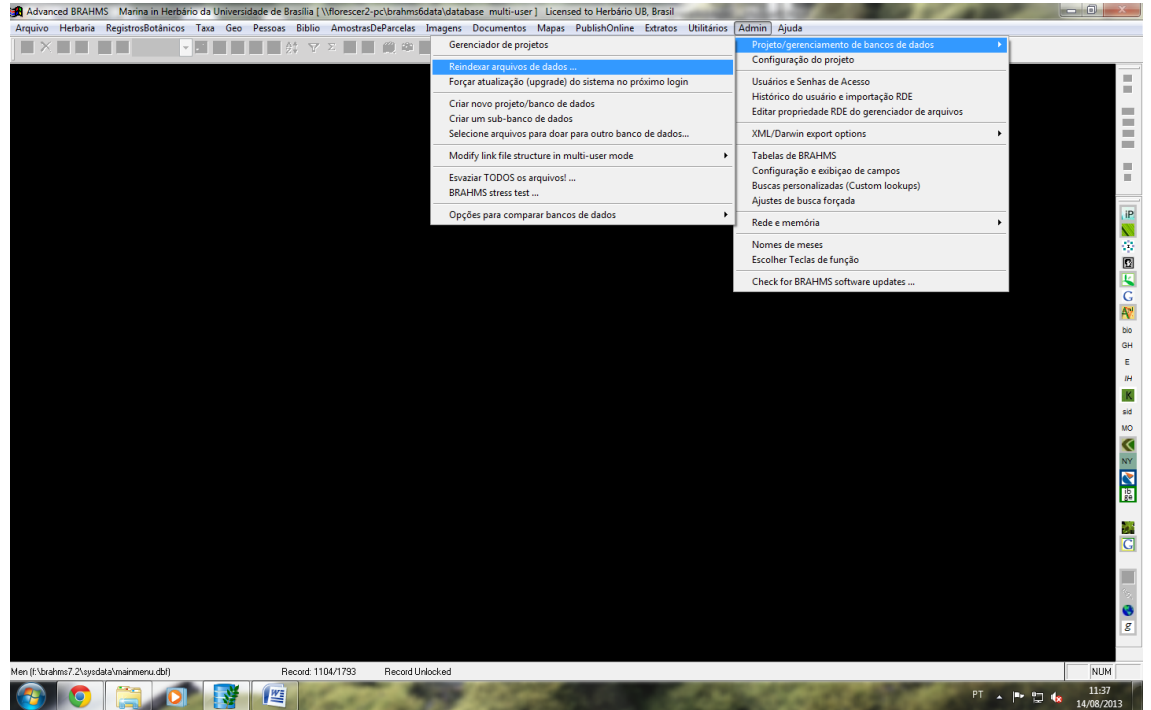 Advanced BRAHMS Marina in Herbário da Universidade de Brasília [ \\florescer2-pc\brahms6data\database multi-user ] Licensed to Herbário UB, Brasil
Arquivo Herbaria RegistrosBotânicos Taxa Geo Pessoas Biblio AmostrasDeParcelas Imagens Documentos Mapas PublishOnline Extratos Utilitários Admin Ajuda
Gerenciador de projetos
Reindexar arquivos de dados ...
Forçar atualização (upgrade) do sistema no próximo login
Criar novo projeto/banco de dados
Criar um sub-banco de dados
Selecione arquivos para doar para outro banco de dados...
Modify link file structure in multi-user mode
Esvaziar TODOS os arquivos! ...
BRAHMS stress test ...
Opções para comparar bancos de dados
Projeto/gerenciamento de bancos de dados
Configuração do projeto
Usuários e Senhas de Acesso
Histórico do usuário e importação RDE
Editar propriedade RDE do gerenciador de arquivos
XML/Darwin export options
Tabelas de BRAHMS
Configuração e exibiçao de campos
Buscas personalizadas (Custom lookups)
Ajustes de busca forçada
Rede e memória
Nomes de meses
Escolher Teclas de função
Check for BRAHMS software updates ...
iP
G
bio
GH
E
IH
K
sid
MO
NY
ib
ge
G
g
Men (f:\brahms7.2\sysdata\mainmenu.dbf) Record: 1104/1793 Record Unlocked NUM
PT 11:37
14/08/2013